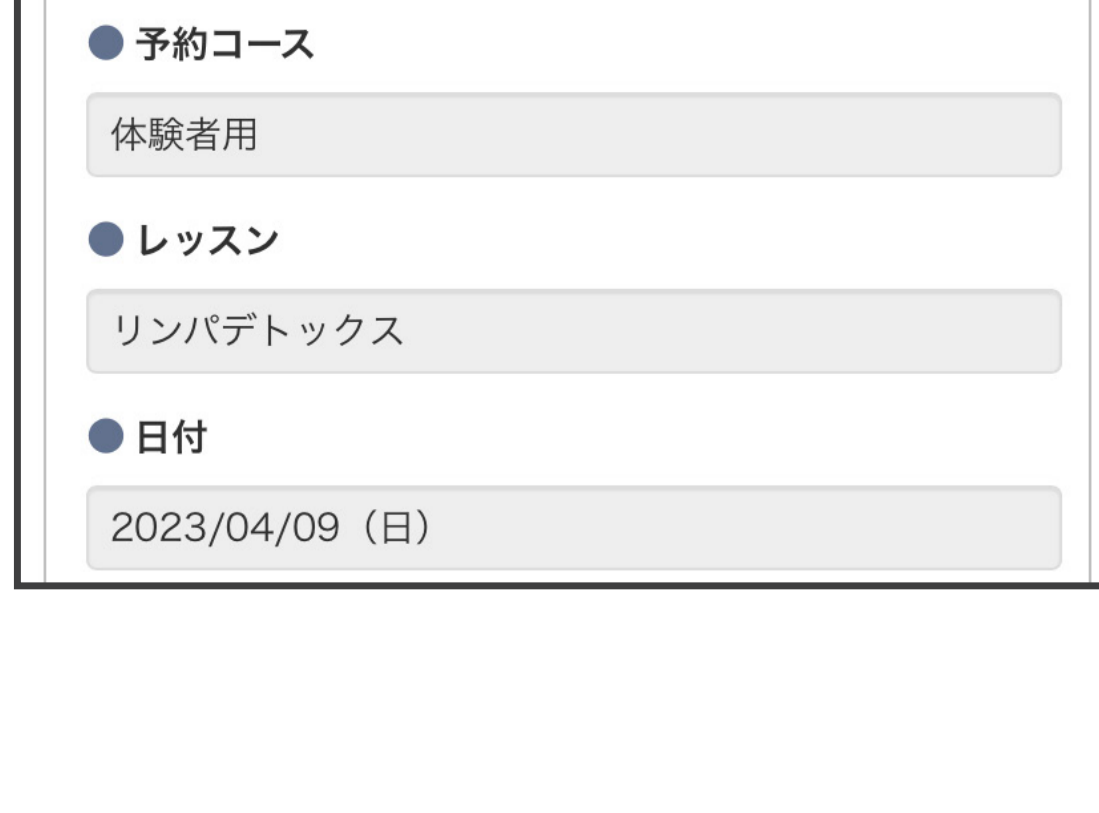 ● 予約コース
体験者用
● レッスン
リンパデトックス
● 日付
2023/04/09（日）